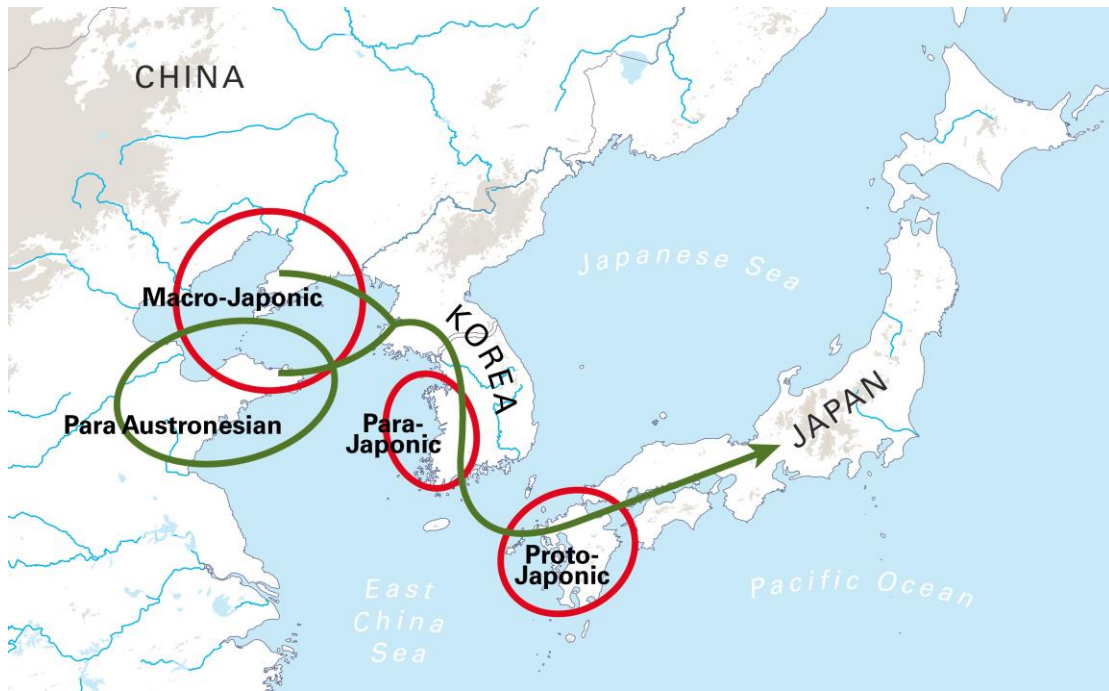 CHINA
Japanese Sea
Macro-Japonic
KOREA
Para Austronesian
Para-
Japonic
JAPAN
Proto-
Japonic
East
China
Sea
Pacific Ocean